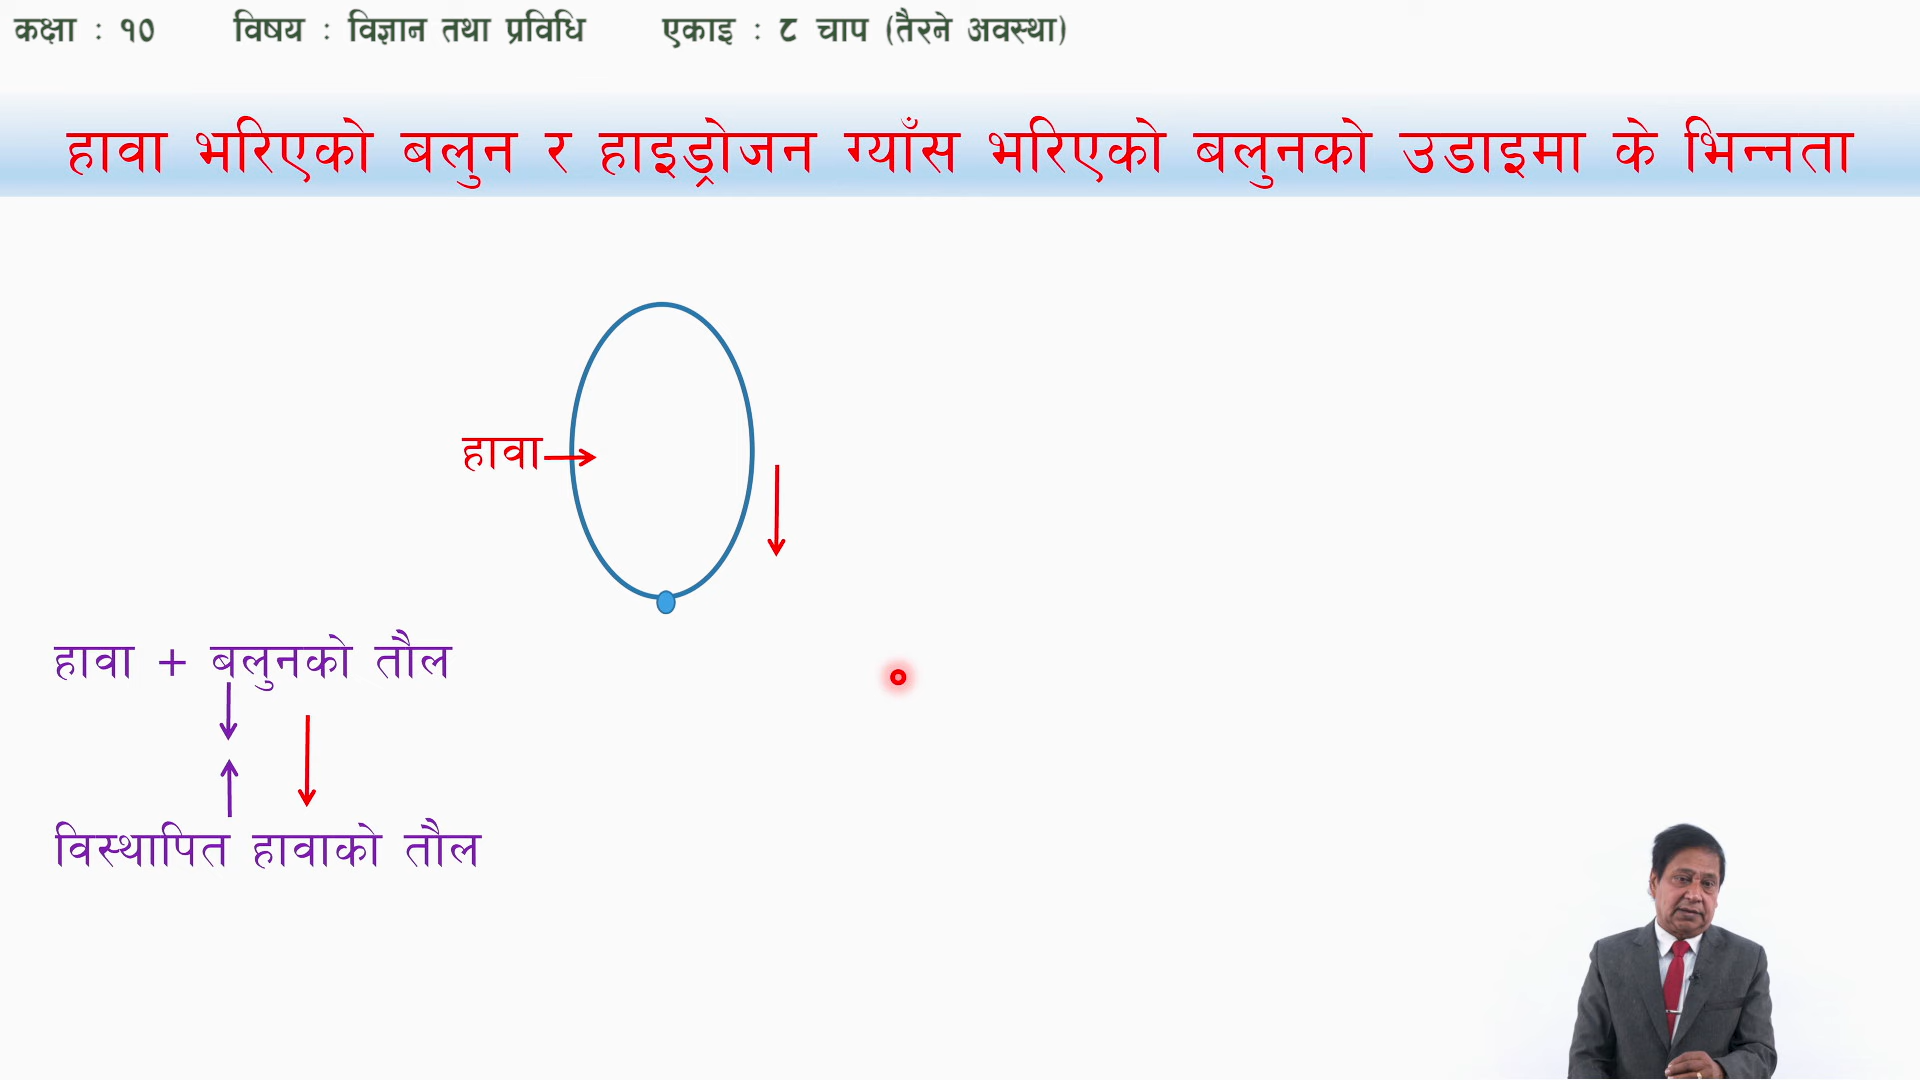 कक्षा : १० विषय : विज्ञान तथा प्रविधि एकाइ : ८ चाप (तैरने अवस्था)
हावा भरिएको बलुन र हाइड्रोजन ग्याँस भरिएको बलुनको उडाइमा के भिन्नता
हावा
हावा + बलुनको तौल
विस्थापित हावाको तौल